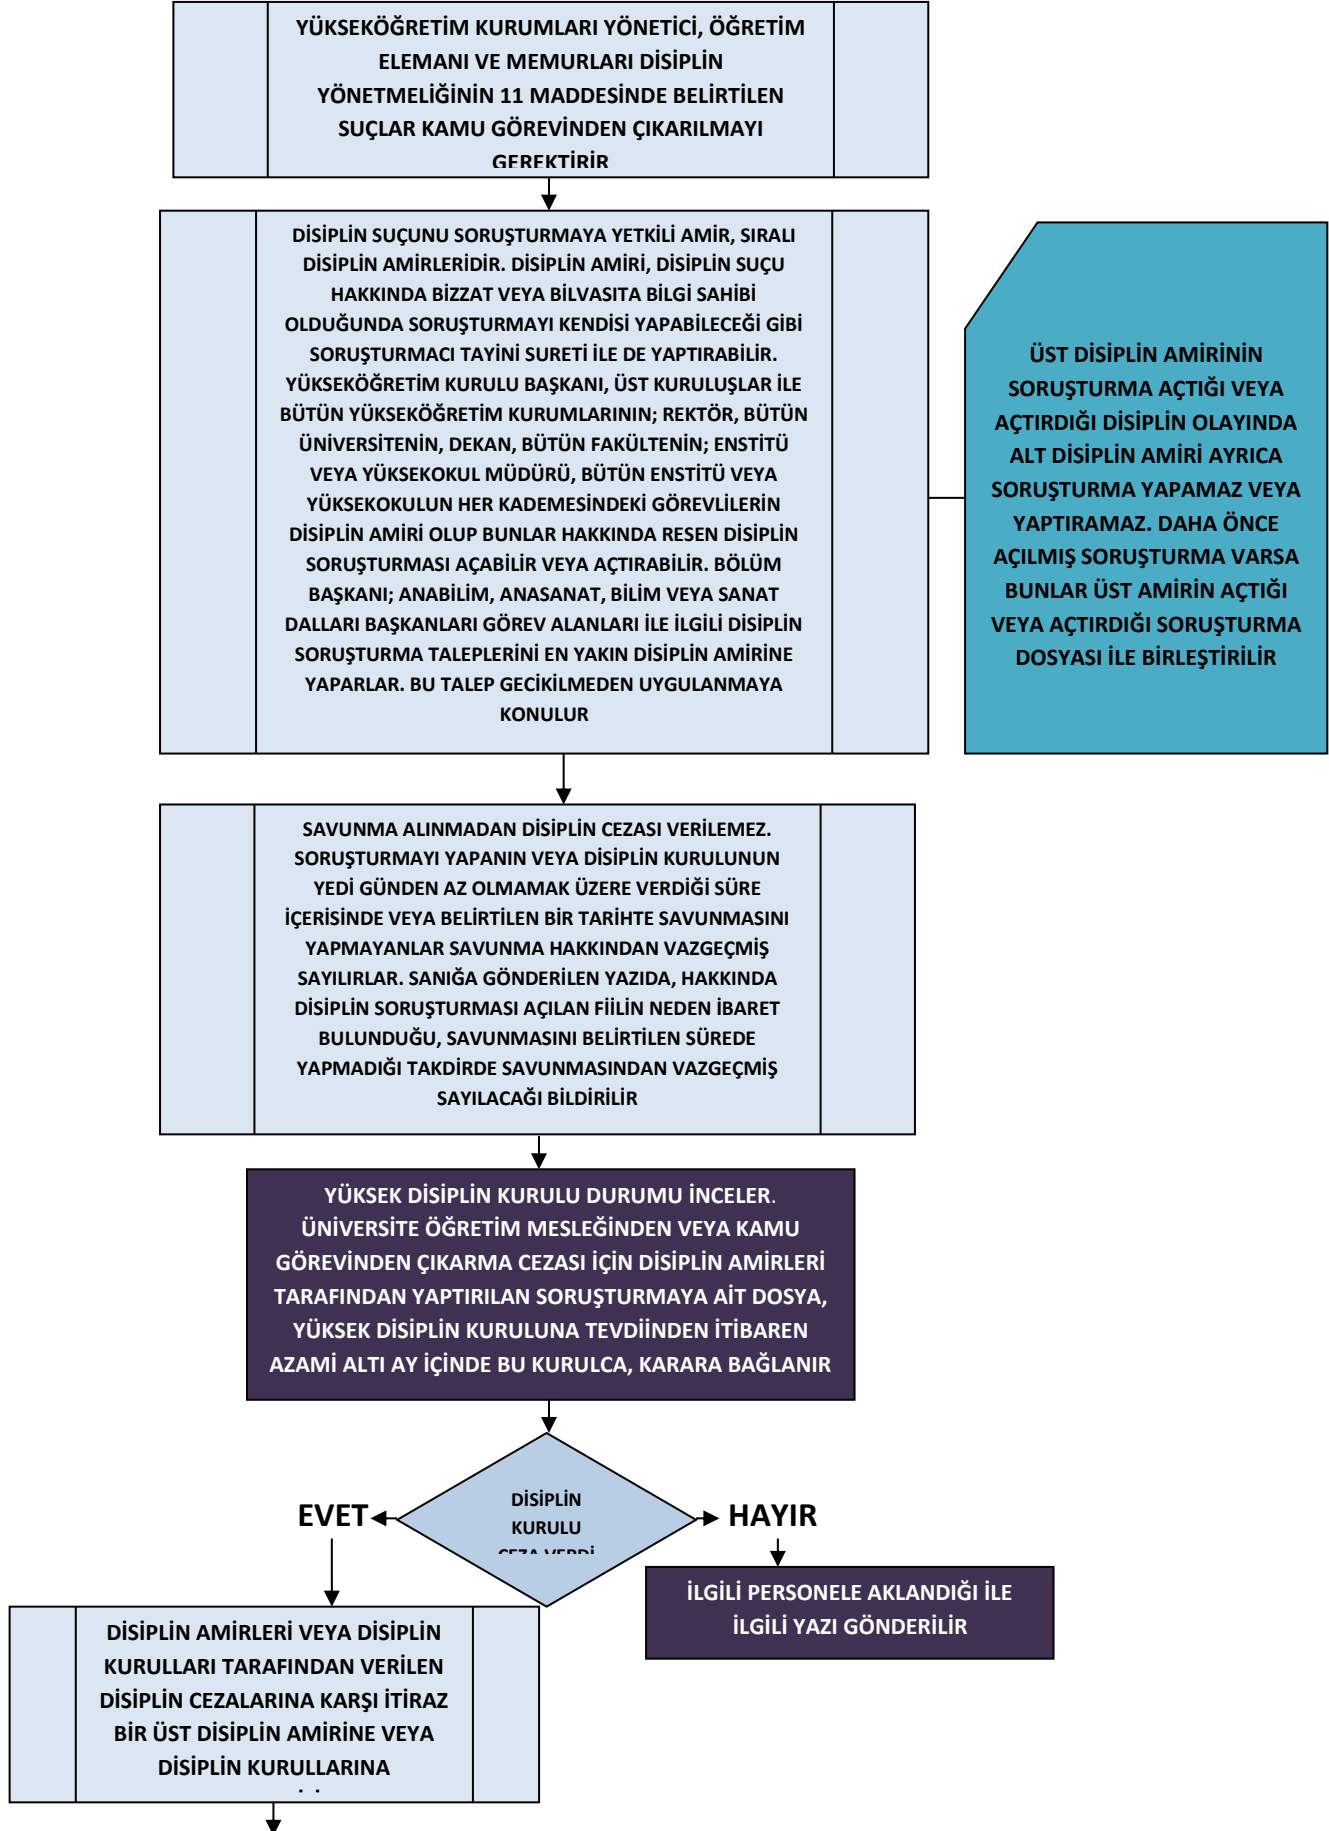 YÜKSEKÖĞRETİM KURUMLARI YÖNETİCİ, ÖĞRETİM
ELEMANI VE MEMURLARI DİSİPLİN
YÖNETMELİĞİNİN 11 MADDESİNDE BELİRTİLEN
SUÇLAR KAMU GÖREVİNDEN ÇIKARILMAYI
GEREKTİRİR
DİSİPLİN SUÇUNU SORUŞTURMAYA YETKİLİ AMİR, SIRALI
DİSİPLİN AMİRLERİDİR. DİSİPLİN AMİRİ, DİSİPLİN SUÇU
HAKKINDA BİZZAT VEYA BİLVASITA BİLGİ SAHİBİ
OLDUĞUNDA SORUŞTURMAYI KENDİSİ YAPABİLECEĞİ GİBİ
SORUŞTURMACI TAYİNİ SURETİ İLE DE YAPTIRABİLİR.
YÜKSEKÖĞRETİM KURULU BAŞKANI, ÜST KURULUŞLAR İLE
BÜTÜN YÜKSEKÖĞRETİM KURUMLARININ; REKTÖR, BÜTÜN
ÜNİVERSİTENİN, DEKAN, BÜTÜN FAKÜLTENİN; ENSTİTÜ
VEYA YÜKSEKOKUL MÜDÜRÜ, BÜTÜN ENSTİTÜ VEYA
YÜKSEKOKULUN HER KADEMESİNDEKİ GÖREVLİLERİN
DİSİPLİN AMİRİ OLUP BUNLAR HAKKINDA RESEN DİSİPLİN
SORUŞTURMASI AÇABİLİR VEYA AÇTIRABİLİR. BÖLÜM
BAŞKANI; ANABİLİM, ANASANAT, BİLİM VEYA SANAT
DALLARI BAŞKANLARI GÖREV ALANLARI İLE İLGİLİ DİSİPLİN
SORUŞTURMA TALEPLERİNİ EN YAKIN DİSİPLİN AMİRİNE
YAPARLAR. BU TALEP GECİKİLMEDEN UYGULANMAYA
KONULUR
ÜST DİSİPLİN AMİRİNİN
SORUŞTURMA AÇTIĞI VEYA
AÇTIRDIĞI DİSİPLİN OLAYINDA
ALT DİSİPLİN AMİRİ AYRICA
SORUŞTURMA YAPAMAZ VEYA
YAPTIRAMAZ. DAHA ÖNCE
AÇILMIŞ SORUŞTURMA VARSA
BUNLAR ÜST AMİRİN AÇTIĞI
VEYA AÇTIRDIĞI SORUŞTURMA
DOSYASI İLE BİRLEŞTİRİLİR
SAVUNMA ALINMADAN DİSİPLİN CEZASI VERİLEMEZ.
SORUŞTURMAYI YAPANIN VEYA DİSİPLİN KURULUNUN
YEDİ GÜNDEN AZ OLMAMAK ÜZERE VERDİĞİ SÜRE
İÇERİSİNDE VEYA BELİRTİLEN BİR TARİHTE SAVUNMASINI
YAPMAYANLAR SAVUNMA HAKKINDAN VAZGEÇMİŞ
SAYILIRLAR. SANIĞA GÖNDERİLEN YAZIDA, HAKKINDA
DİSİPLİN SORUŞTURMASI AÇILAN FİİLİN NEDEN İBARET
BULUNDUĞU, SAVUNMASINI BELİRTİLEN SÜREDE
YAPMADIĞI TAKDİRDE SAVUNMASINDAN VAZGEÇMİŞ
SAYILACAĞI BİLDİRİLİR
YÜKSEK DİSİPLİN KURULU DURUMU İNCELER.
ÜNİVERSİTE ÖĞRETİM MESLEĞİNDEN VEYA KAMU
GÖREVİNDEN ÇIKARMA CEZASI İÇİN DİSİPLİN AMİRLERİ
TARAFINDAN YAPTIRILAN SORUŞTURMAYA AİT DOSYA,
YÜKSEK DİSİPLİN KURULUNA TEVDİİNDEN İTİBAREN
AZAMİ ALTI AY İÇİNDE BU KURULCA, KARARA BAĞLANIR
DİSİPLİN
KURULU
CEZA VERDİ
EVET
HAYIR
İLGİLİ PERSONELE AKLANDIĞI İLE
İLGİLİ YAZI GÖNDERİLİR
DİSİPLİN AMİRLERİ VEYA DİSİPLİN
KURULLARI TARAFINDAN VERİLEN
DİSİPLİN CEZALARINA KARŞI İTİRAZ
BİR ÜST DİSİPLİN AMİRİNE VEYA
DİSİPLİN KURULLARINA